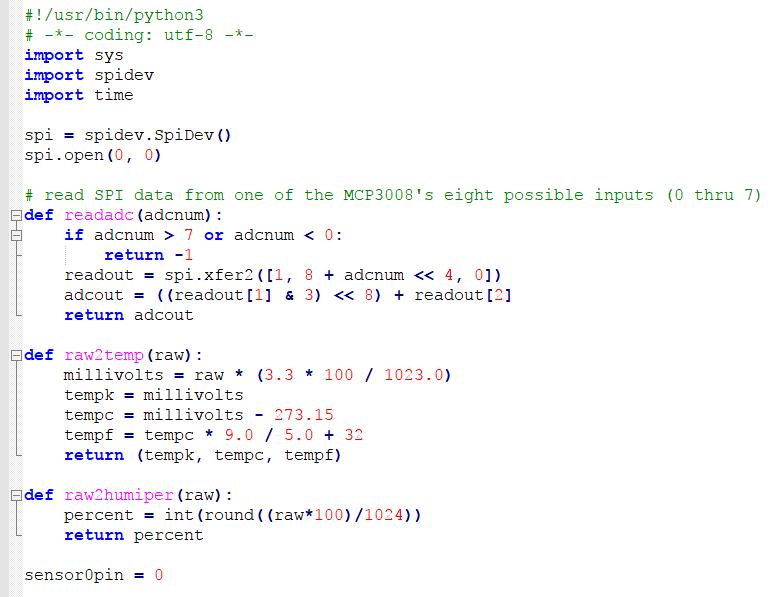 #!/usr/bin/python3
# -*- coding: utf-8 -*-
import sys
import spidev
import time

spi = spidev.SpiDev()
spi.open(0, 0)

# read SPI data from one of the MCP3008's eight possible inputs (0 thru 7)
def readadc(adcnum):
    if adcnum > 7 or adcnum < 0:
        return -1
    readout = spi.xfer2([1, 8 + adcnum << 4, 0])
    adcout = ((readout[1] & 3) << 8) + readout[2]
    return adcout

def raw2temp(raw):
    millivolts = raw * (3.3 * 100 / 1023.0)
    tempk = millivolts
    tempc = millivolts - 273.15
    tempf = tempc * 9.0 / 5.0 + 32
    return (tempk, tempc, tempf)

def raw2humiper(raw):
    percent = int(round((raw*100)/1024))
    return percent

sensor0pin = 0